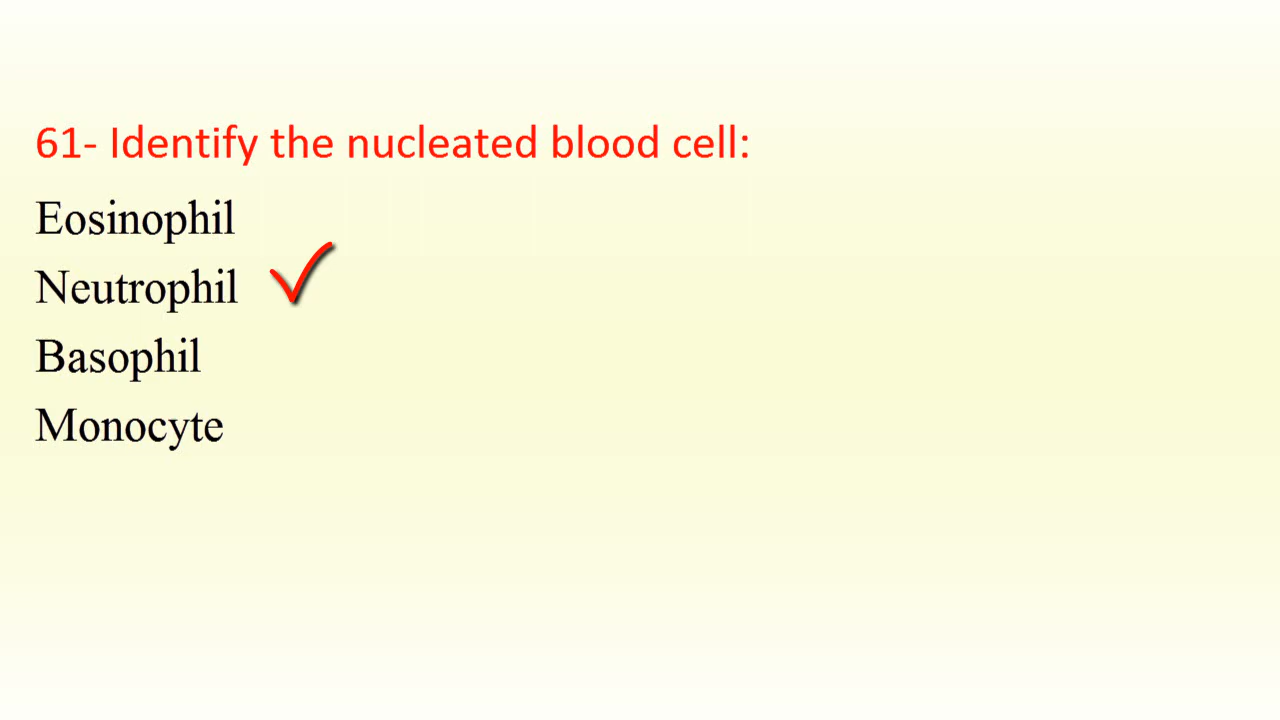 61- Identify the nucleated blood cell:
Eosinophil
Neutrophil
Basophil
Monocyte